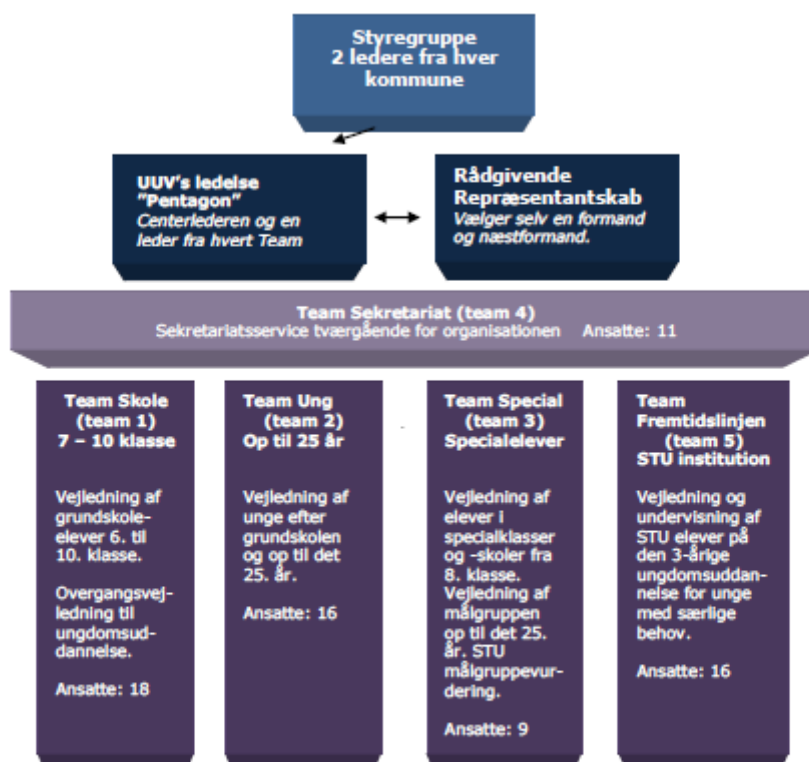 Styregruppe
2 ledere fra hver
kommune
UUV's ledelse
"Pentagon"
Centerlederen og en
leder fra hvert Team
Rådgivende
Repræsentantskab
Vælger selv en formand
og næstformand.
Team Sekretariat (team 4)
Sekretariatsservice tværgående for organisationen Ansatte: 11
Team Skole
(team 1)
7 – 10 klasse
Vejledning af
grundskole-
elever 6. til
10. klasse.
Overgangsvej-
ledning til
ungdomsud-
dannelse.
Ansatte: 18
Team Ung
(team 2)
Op til 25 år
Vejledning af
unge efter
grundskolen
og op til det
25. år.
Ansatte: 16
Team Special
(team 3)
Specialelever
Vejledning af
elever i
specialklasser
og -skoler fra
8. klasse.
Vejledning af
målgruppen
op til det 25.
år. STU
målgruppevur-
dering.
Ansatte: 9
Team
Fremtidslinjen
(team 5)
STU institution
Vejledning og
undervisning af
STU elever på
den 3-årige
ungdomsuddan-
nelse for unge
med særlige
behov.
Ansatte: 16